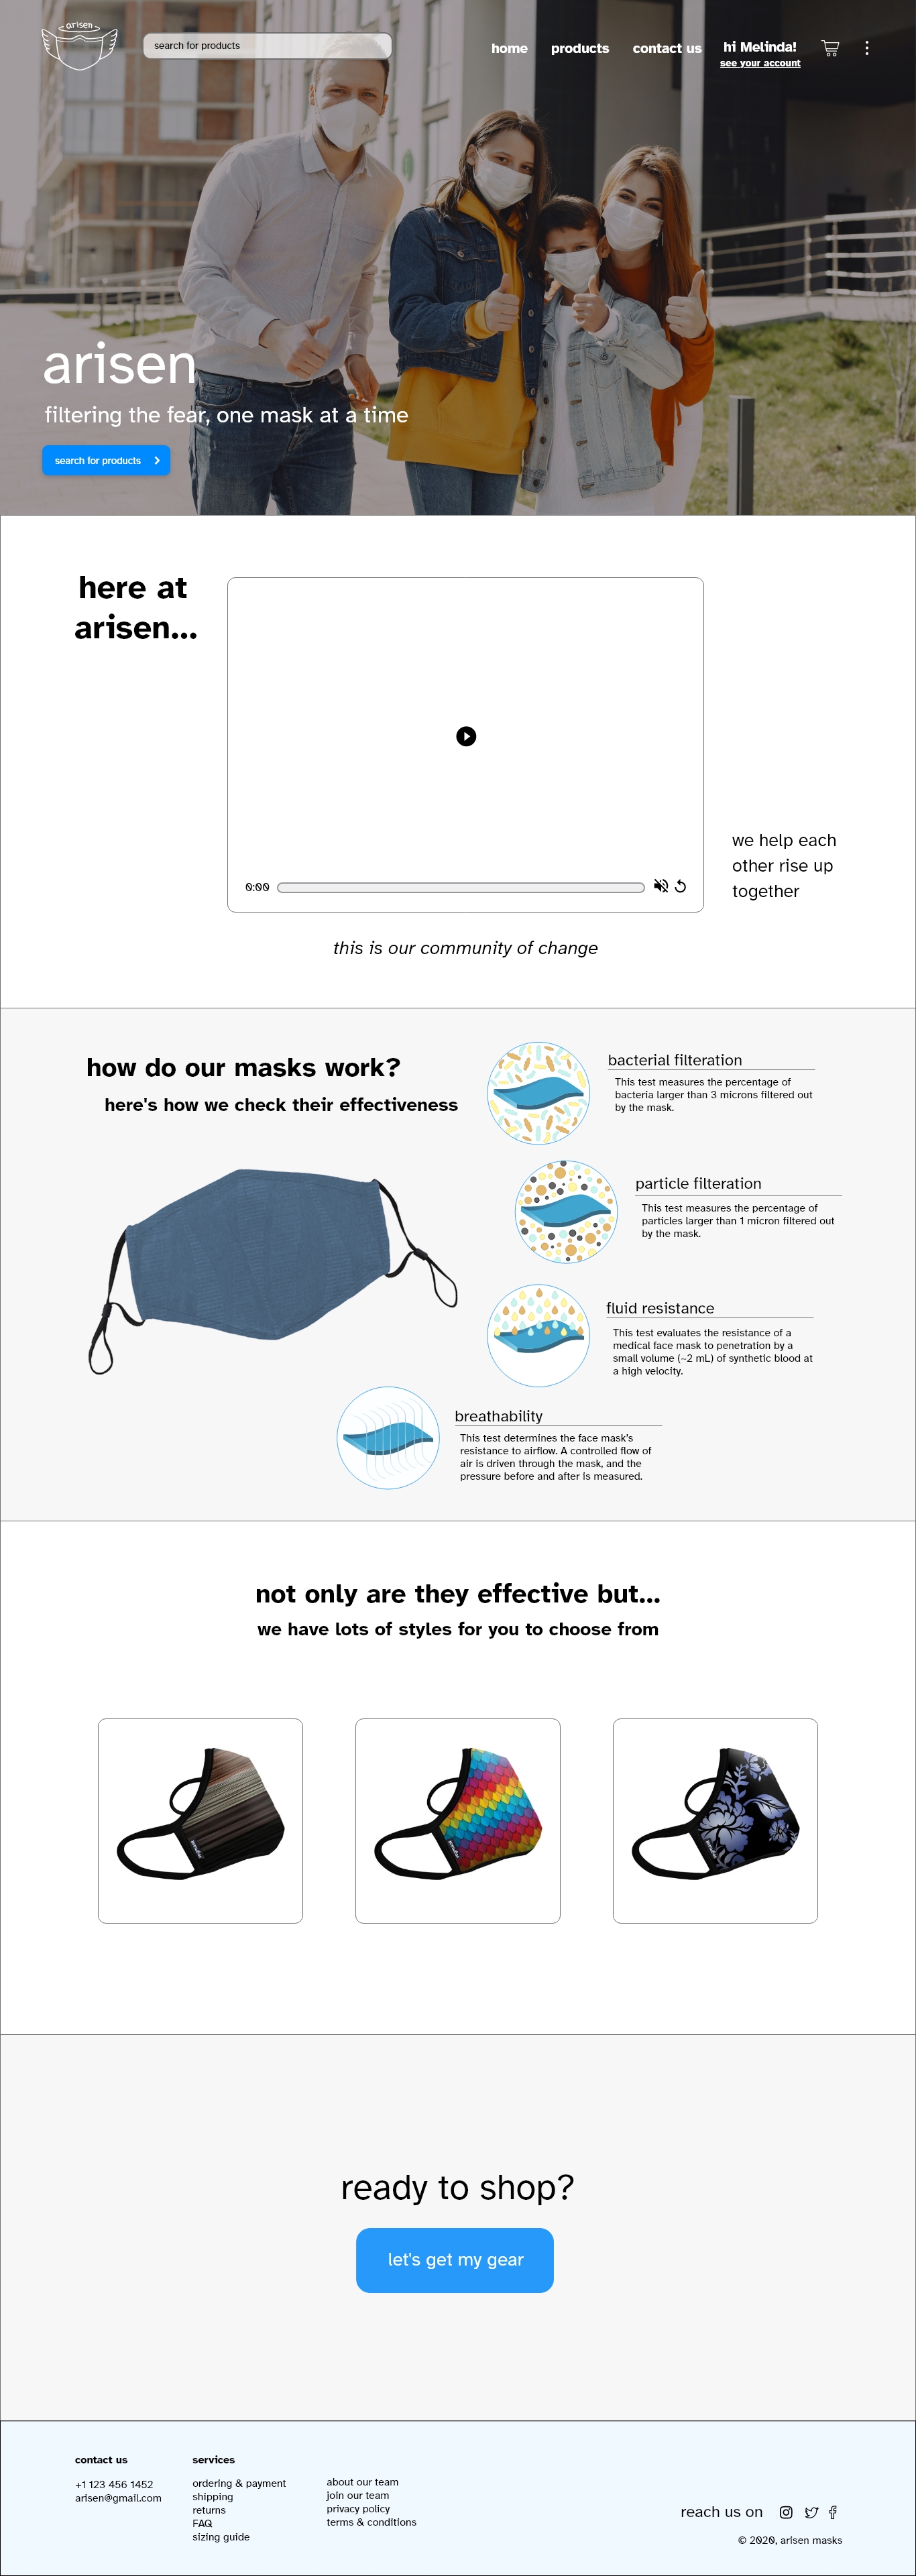 arisen
search for products
home
products
contact us
hi Melinda!
see your account
arisen
filtering the fear, one mask at a time
search for products
here at
arisen...
0:00
we help each
other rise up
together
this is our community of change
how do our masks work?
here's how we check their effectiveness
bacterial filteration
This test measures the percentage of
bacteria larger than 3 microns filtered out
by the mask.
particle filteration
This test measures the percentage of
particles larger than 1 micron filtered out
by the mask.
fluid resistance
This test evaluates the resistance of a
medical face mask to penetration by a
small volume (~2 mL) of synthetic blood at
a high velocity.
breathability
This test determines the face mask's
resistance to airflow. A controlled flow of
air is driven through the mask, and the
pressure before and after is measured.
not only are they effective but...
we have lots of styles for you to choose from
ready to shop?
let's get my gear
contact us
+1 123 456 1452
arisen@gmail.com
services
ordering & payment
shipping
returns
FAQ
sizing guide
about our team
join our team
privacy policy
terms & conditions
reach us on
© 2020, arisen masks